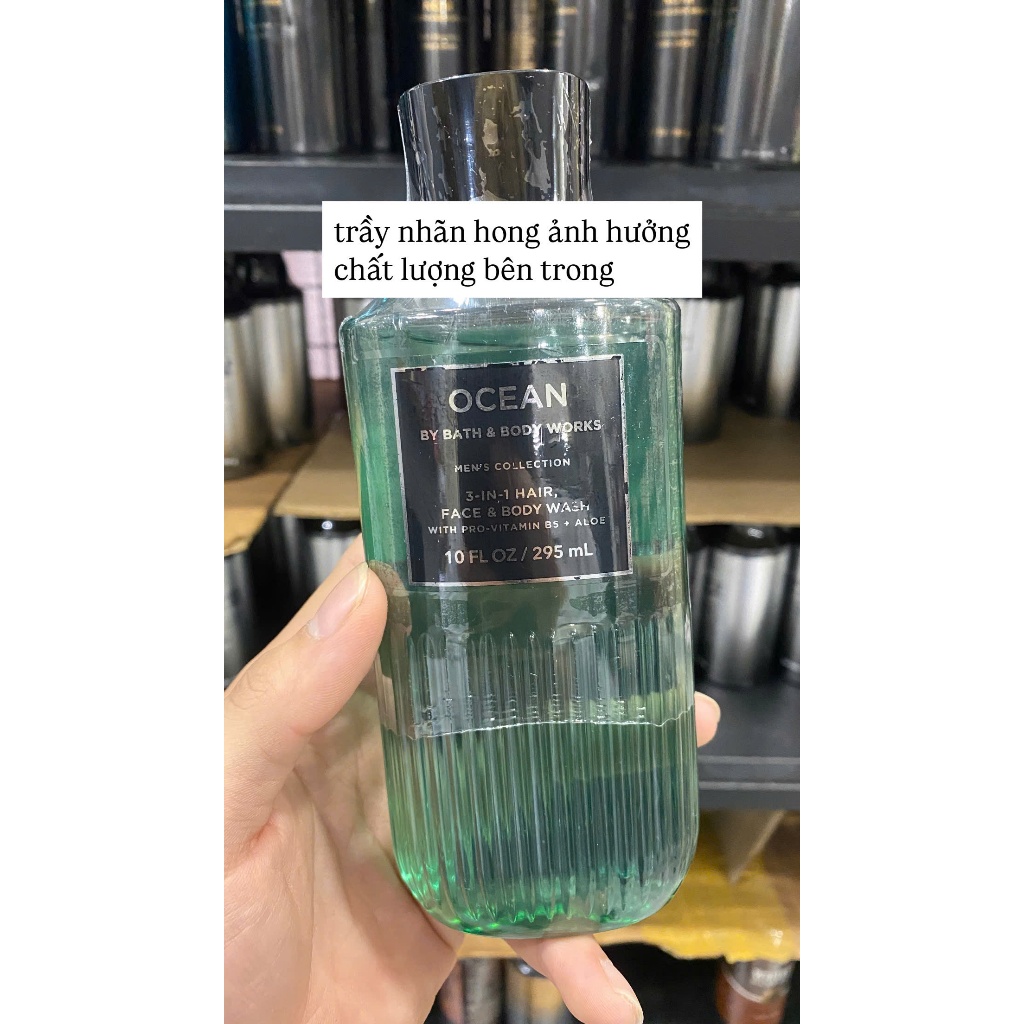 trầy nhãn hong ảnh hưởng
chất lượng bên trong
OCEAN
BY BATH & BODY WORKS
MEN'S COLLECTION
3-IN-1 HAIR,
FACE & BODY WASH
WITH PRO-VITAMIN B5 + ALOE
10 FL OZ / 295 mL